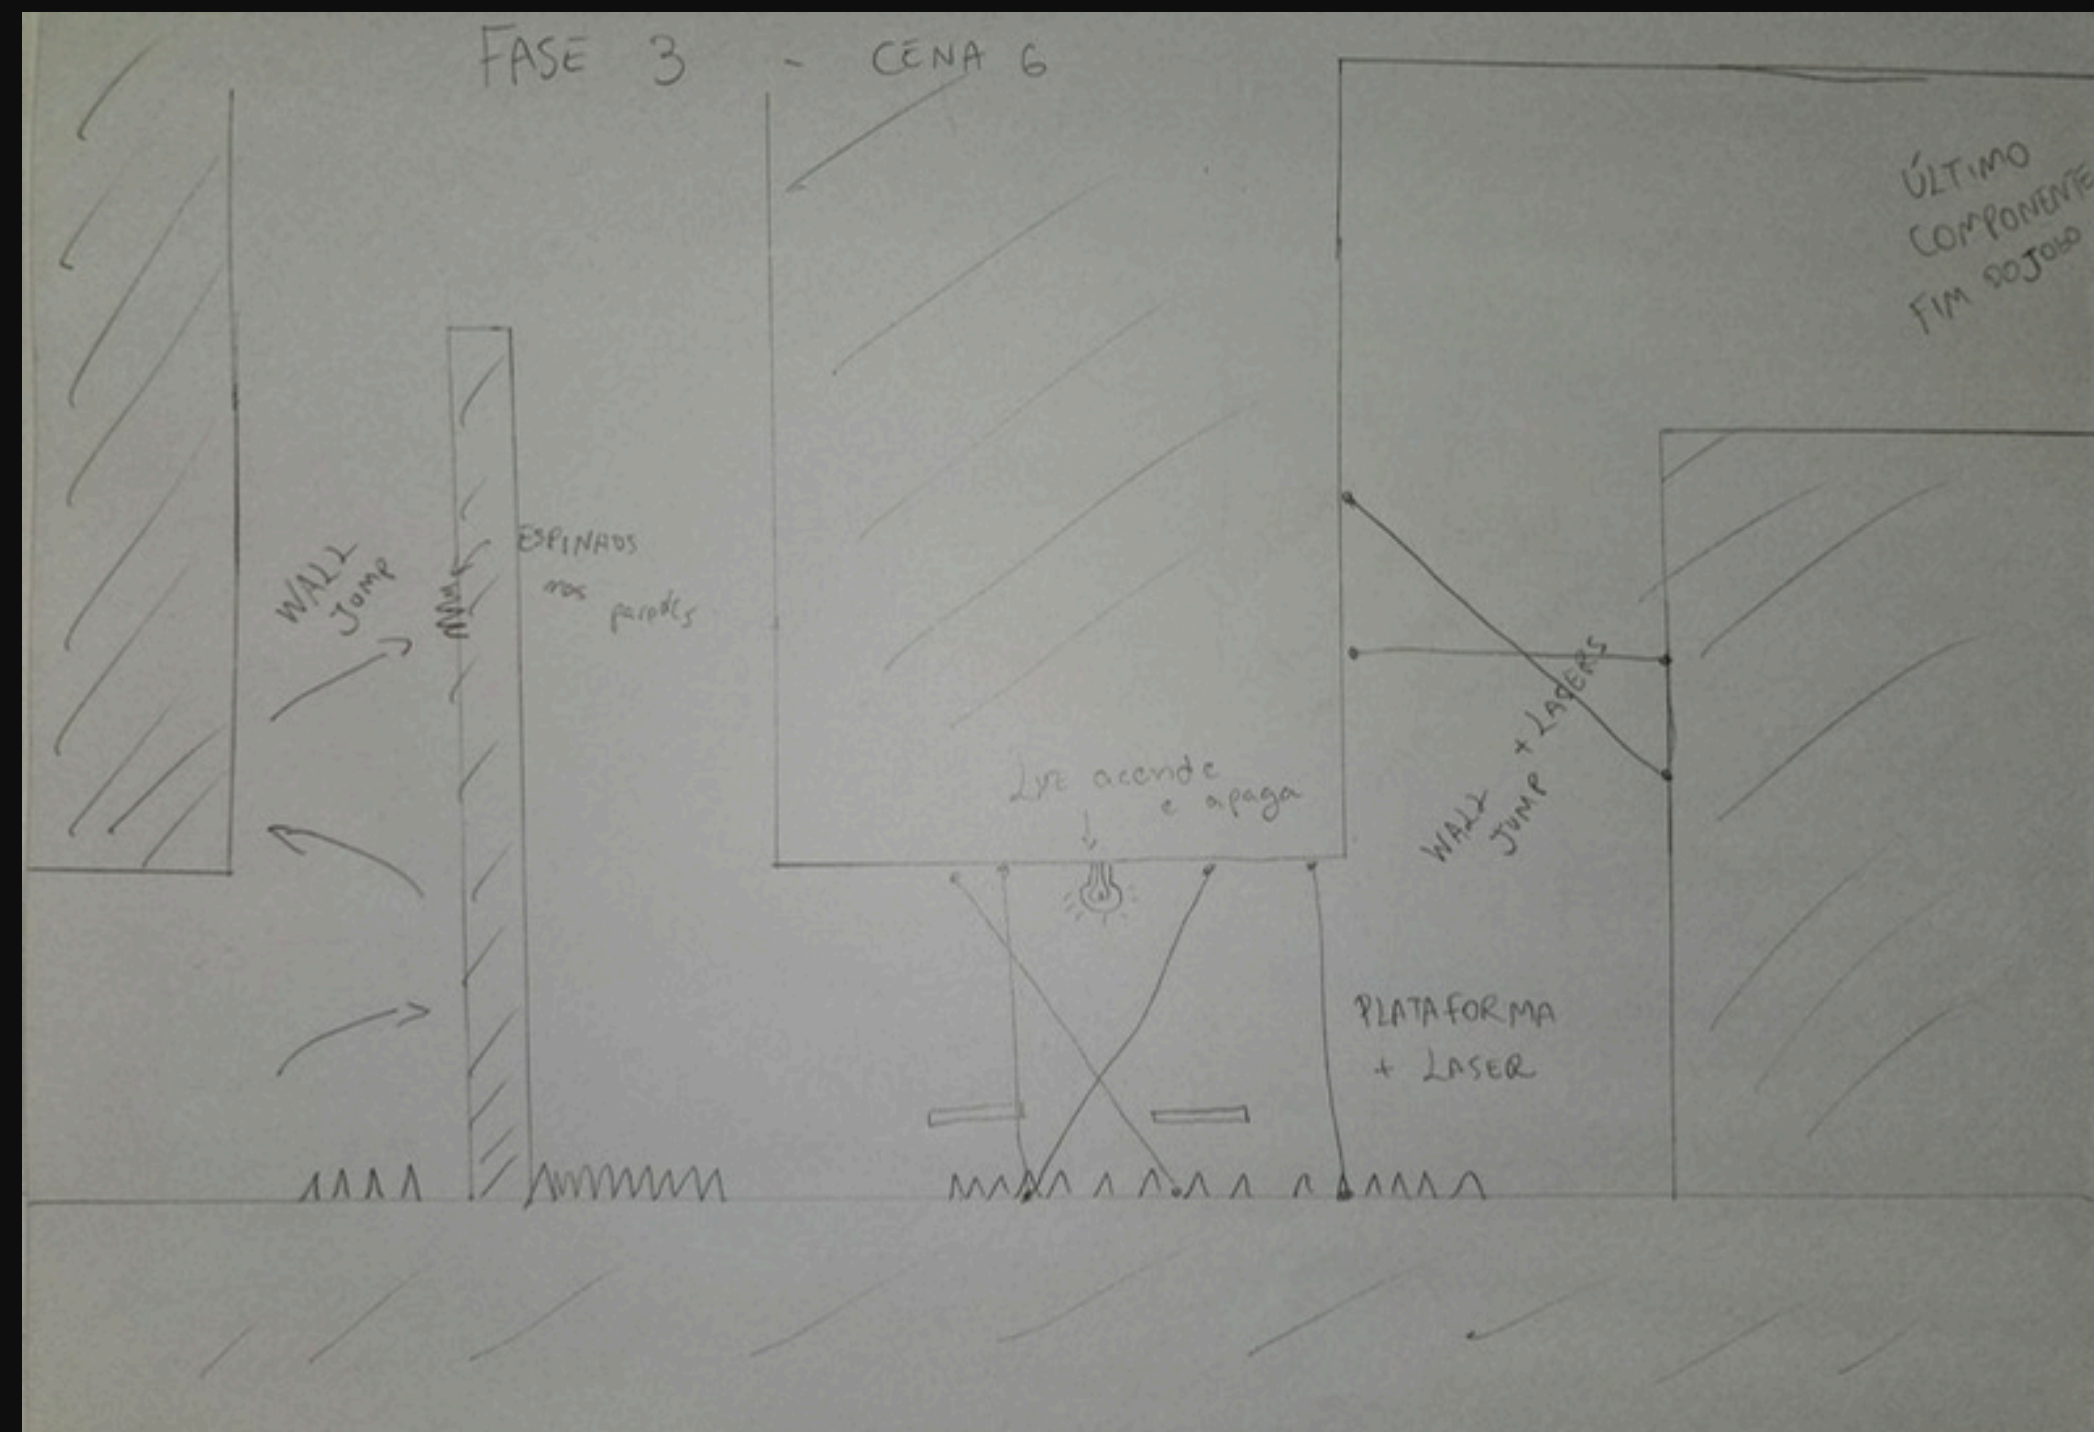 FASE 3 - CENA 6
ÚLTIMO
COMPONENTE
FIM DO JOGO
WALL
JUMP
ESPINHOS
nas
paredes
WALL
JUMP + LASERS
Luz acende
e apaga
PLATAFORMA
+ LASER